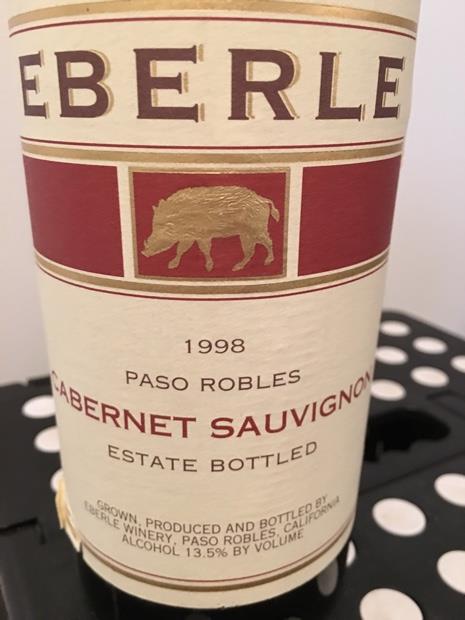 EBERLE
1998
PASO ROBLES
CABERNET SAUVIGNON
ESTATE BOTTLED
GROWN, PRODUCED AND BOTTLED BY
EBERLE WINERY, PASO ROBLES, CALIFORNIA
ALCOHOL 13.5% BY VOLUME